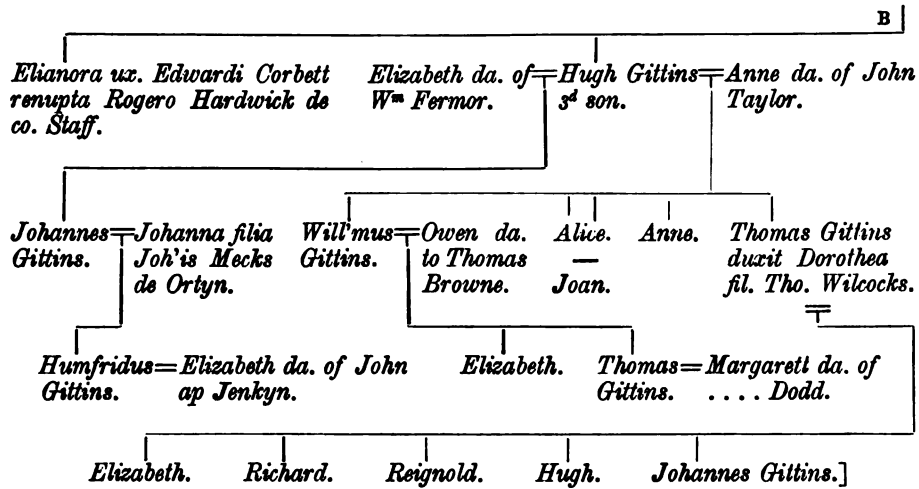 B
Elianora ux. Edwardi Corbett
renupta Rogero Hardwick de
co. Staff.
Elizabeth da. of
Wm Fermor.
Hugh Gittins
3d son.
Anne da. of John
Taylor.
Johannes
Gittins.
Johanna filia
Joh'is Mecks
de Ortyn.
Will'mus
Gittins.
Owen da.
to Thomas
Browne.
Alice.
—
Joan.
Anne.
Thomas Gittins
duxit Dorothea
fil. Tho. Wilcocks.
Humfridus=Elizabeth da. of John
Gittins. ap Jenkyn.
Elizabeth.
Thomas=Margarett da. of
Gittins. .... Dodd.
Elizabeth. Richard. Reignold. Hugh. Johannes Gittins.]